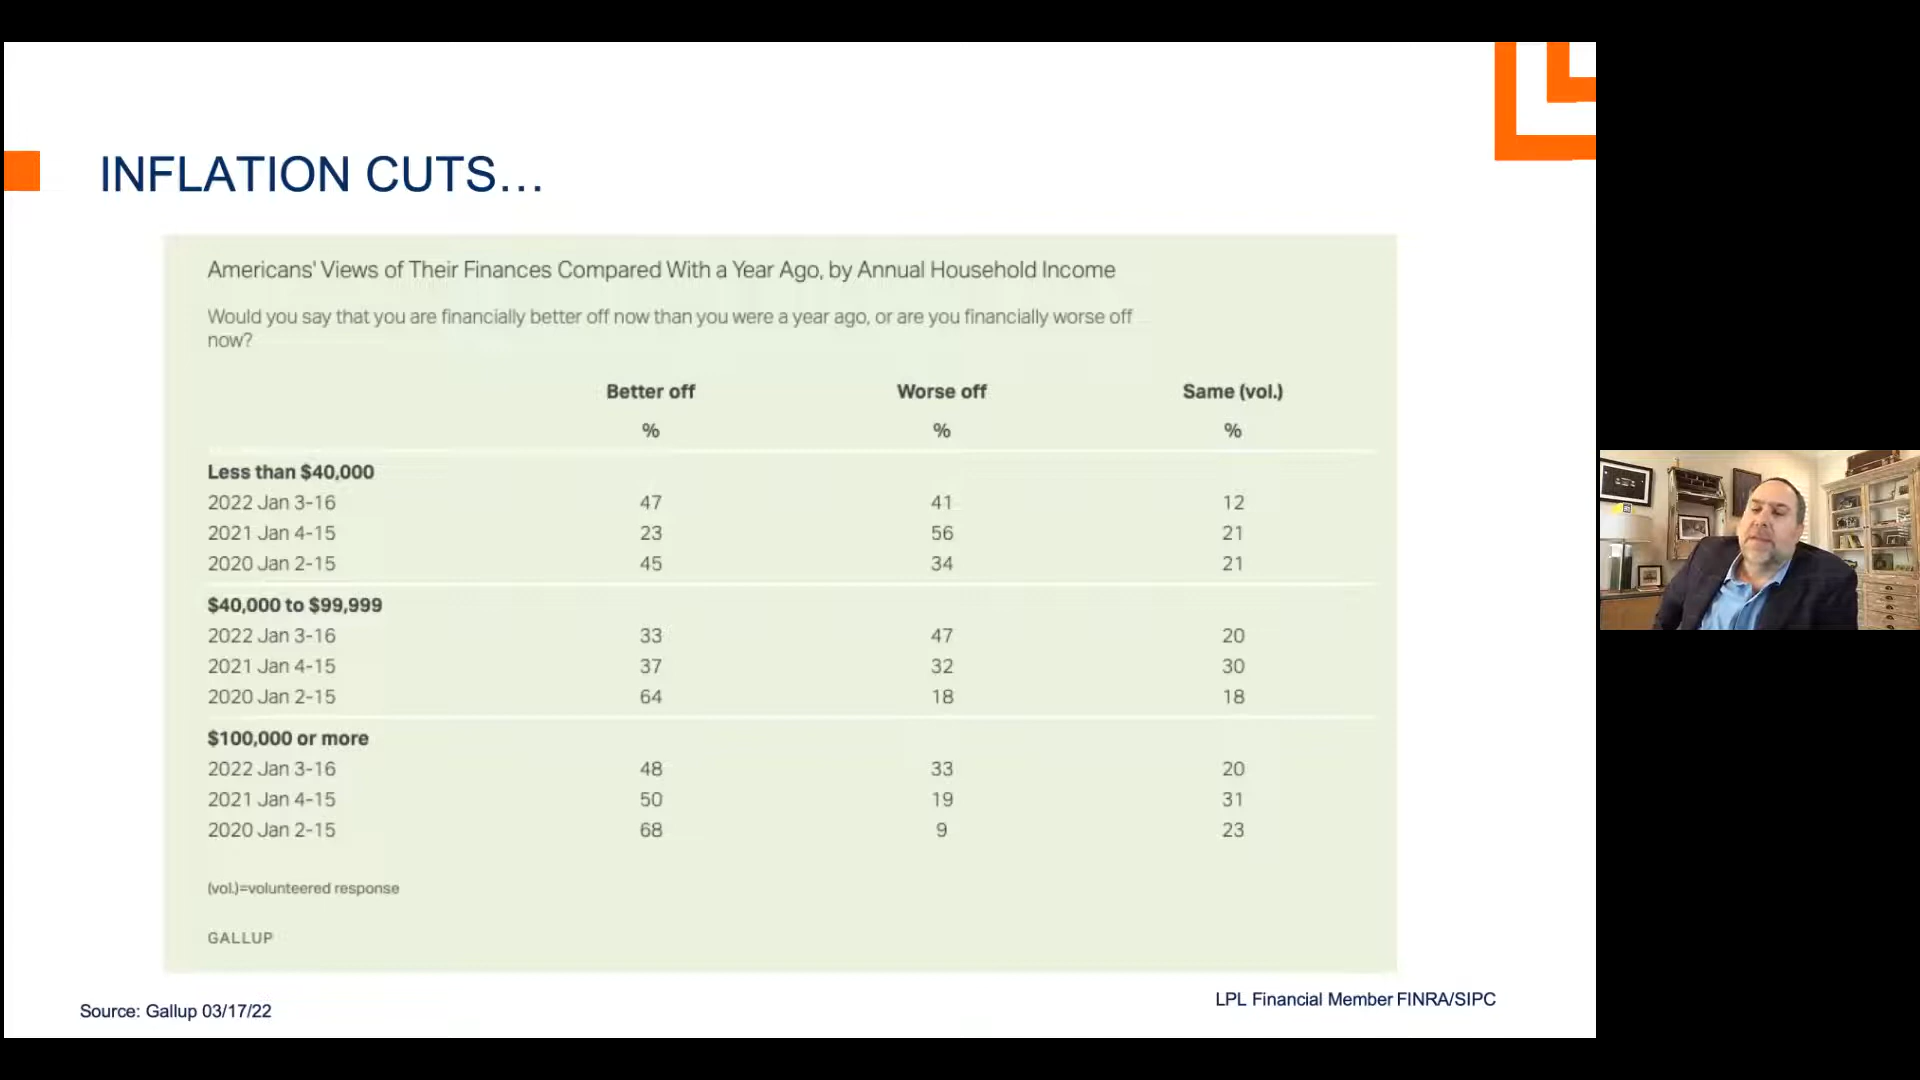 INFLATION CUTS...
Americans' Views of Their Finances Compared With a Year Ago, by Annual Household Income
Would you say that you are financially better off now than you were a year ago, or are you financially worse off
now?
Better off Worse off Same (vol.)
% % %
Less than $40,000
2022 Jan 3-16 47 41 12
2021 Jan 4-15 23 56 21
2020 Jan 2-15 45 34 21
$40,000 to $99,999
2022 Jan 3-16 33 47 20
2021 Jan 4-15 37 32 30
2020 Jan 2-15 64 18 18
$100,000 or more
2022 Jan 3-16 48 33 20
2021 Jan 4-15 50 19 31
2020 Jan 2-15 68 9 23
(vol.)=volunteered response
GALLUP
Source: Gallup 03/17/22
LPL Financial Member FINRA/SIPC